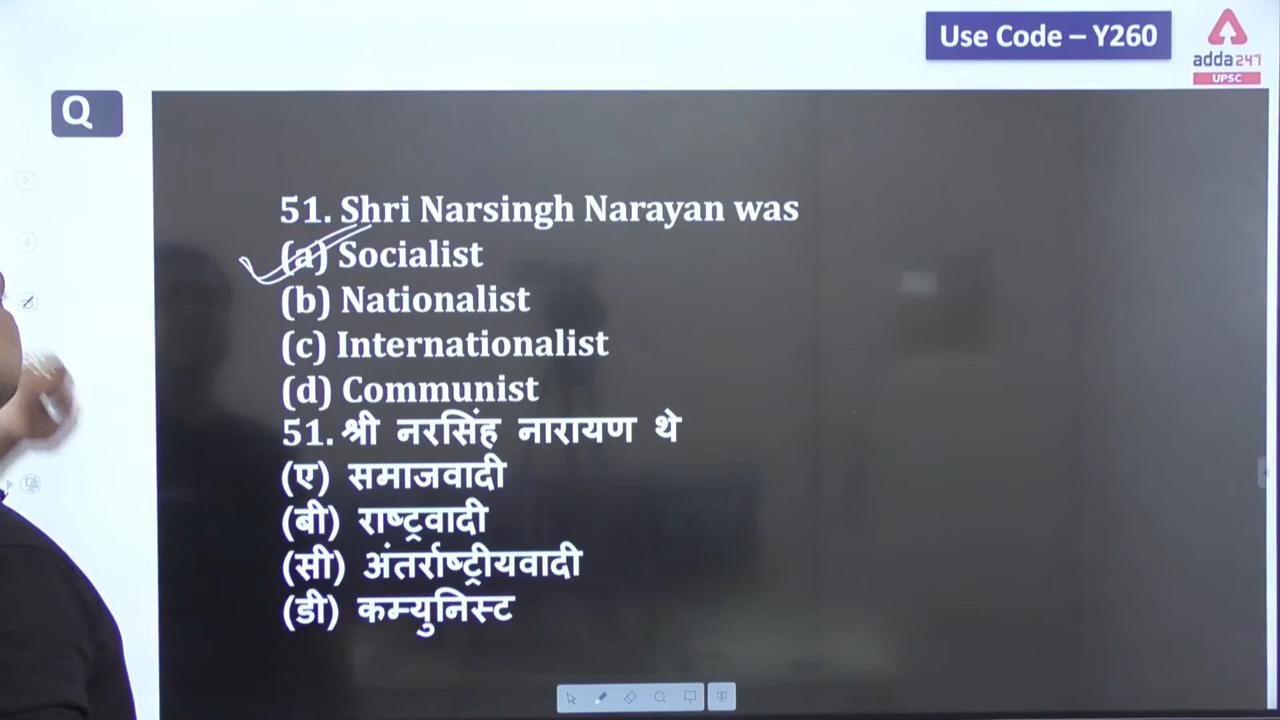 Use Code – Y260
adda247
UPSC
Q
51. Shri Narsingh Narayan was
(a) Socialist
(b) Nationalist
(c) Internationalist
(d) Communist
51. श्री नरसिंह नारायण थे
(ए) समाजवादी
(बी) राष्ट्रवादी
(सी) अंतर्राष्ट्रीयवादी
(डी) कम्युनिस्ट